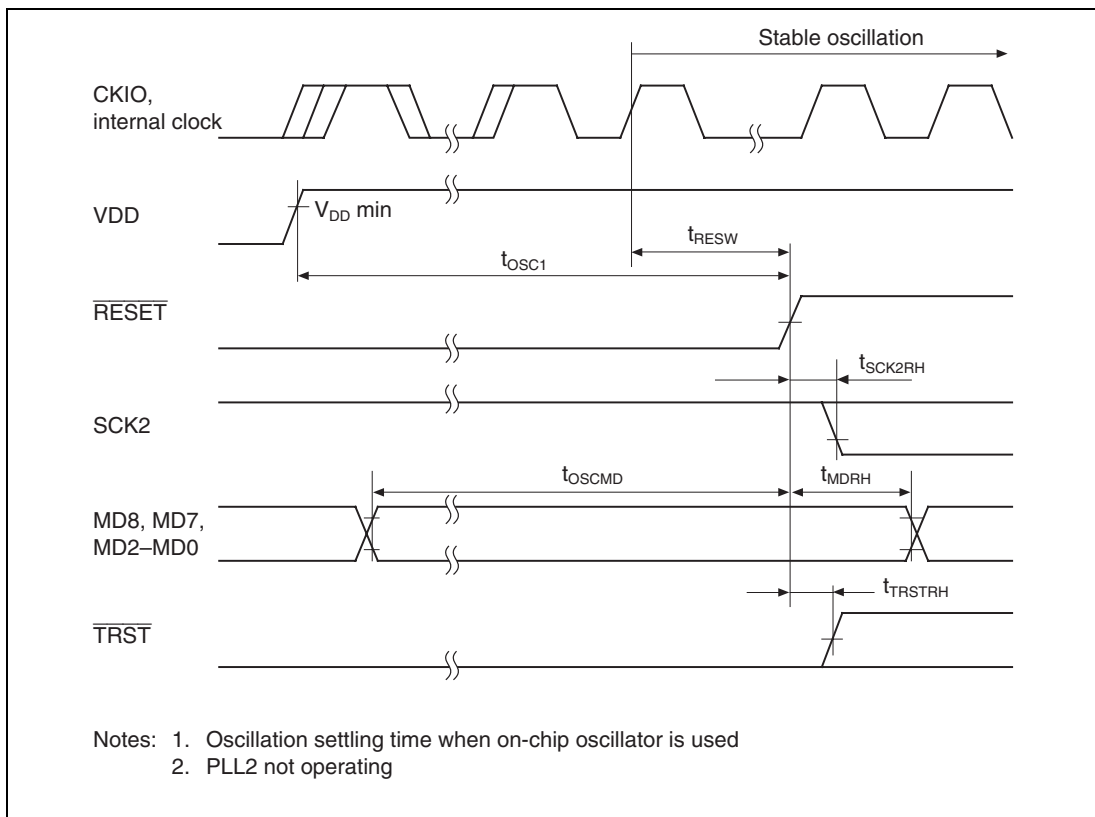 Stable oscillation
CKIO,
internal clock
VDD
VDD min
tRESW
tOSC1
RESET
tSCK2RH
SCK2
tOSCMD
tMDRH
MD8, MD7,
MD2–MD0
tTRSTRH
TRST
Notes: 1. Oscillation settling time when on-chip oscillator is used
2. PLL2 not operating